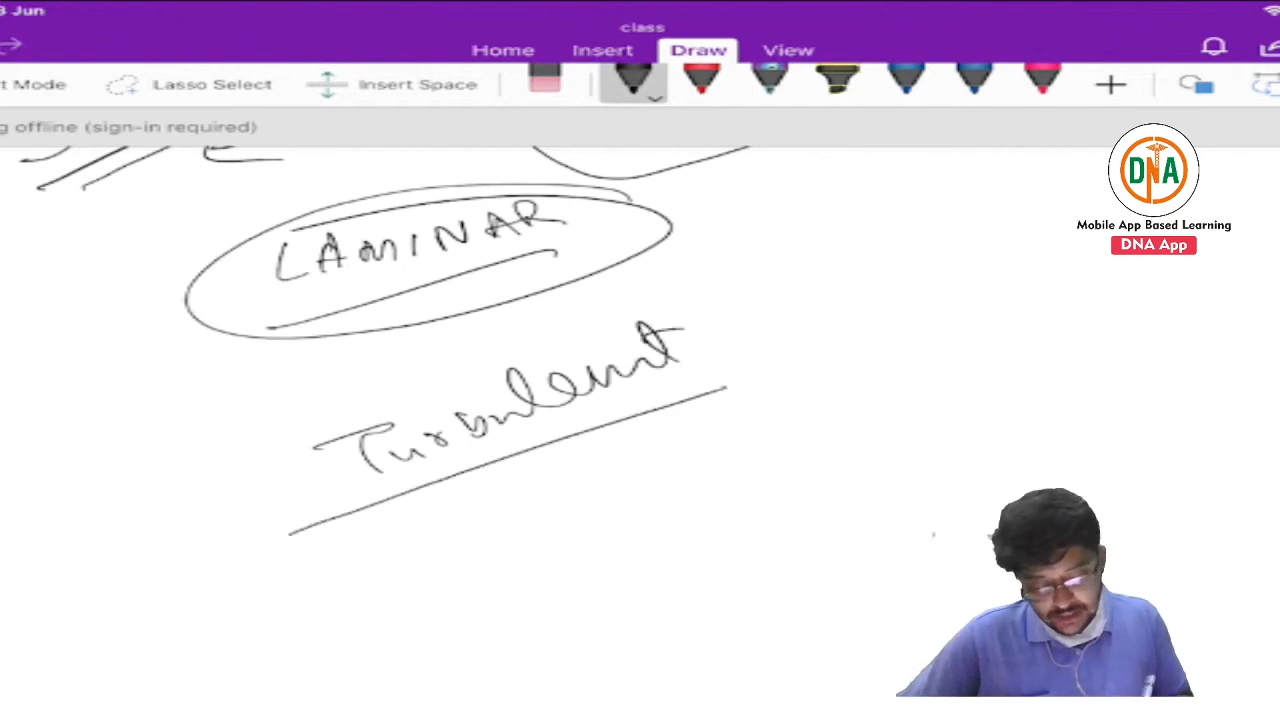 3 Jun
class
Home Insert Draw View
t Mode Lasso Select Insert Space
g offline (sign-in required)
DNA
Mobile App Based Learning
DNA App
LAMINAR
Turbulent